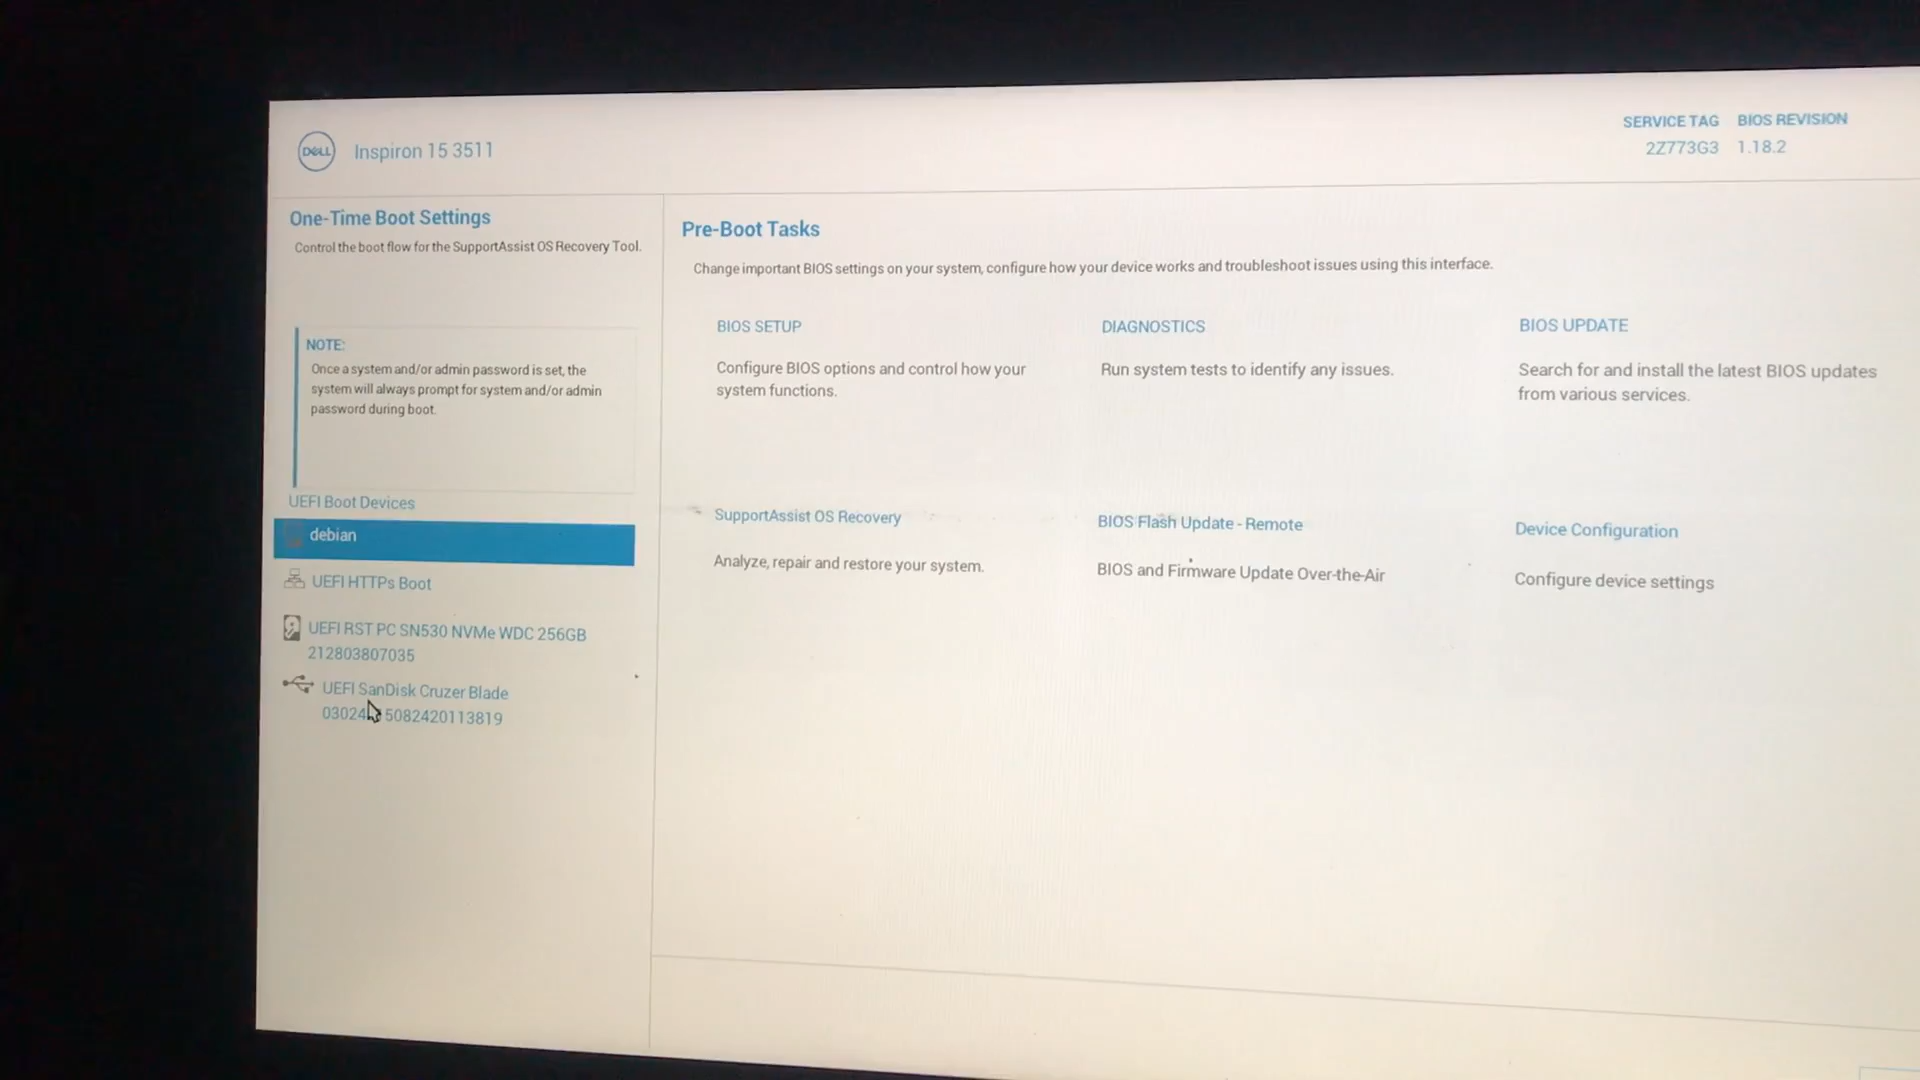 DELL
Inspiron 15 3511
SERVICE TAG BIOS REVISION
2Z773G3 1.18.2
One-Time Boot Settings
Control the boot flow for the SupportAssist OS Recovery Tool.
NOTE:
Once a system and/or admin password is set, the
system will always prompt for system and/or admin
password during boot.
UEFI Boot Devices
debian
UEFI HTTPs Boot
UEFI RST PC SN530 NVMe WDC 256GB
212803807035
UEFI SanDisk Cruzer Blade
Pre-Boot Tasks
Change important BIOS settings on your system, configure how your device works and troubleshoot issues using this interface.
BIOS SETUP
Configure BIOS options and control how your
system functions.
DIAGNOSTICS
Run system tests to identify any issues.
BIOS UPDATE
Search for and install the latest BIOS updates
from various services.
SupportAssist OS Recovery
Analyze, repair and restore your system.
BIOS Flash Update - Remote
BIOS and Firmware Update Over-the-Air
Device Configuration
Configure device settings